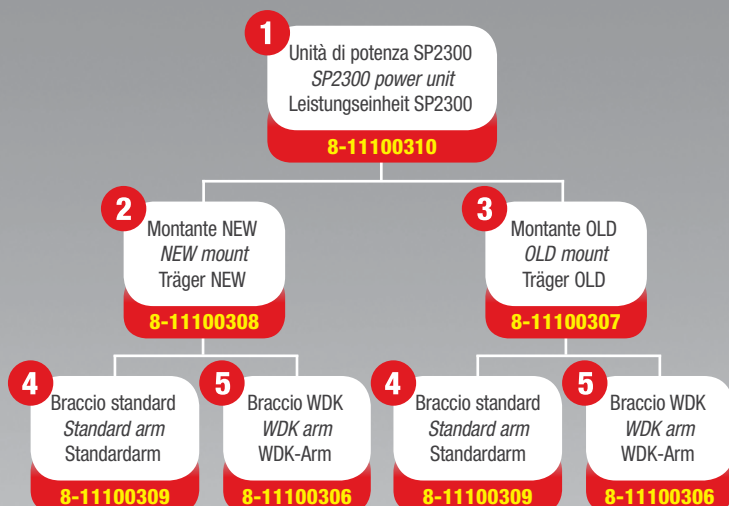 1
Unità di potenza SP2300
SP2300 power unit
Leistungseinheit SP2300
8-11100310
2
Montante NEW
NEW mount
Träger NEW
8-11100308
3
Montante OLD
OLD mount
Träger OLD
8-11100307
4
Braccio standard
Standard arm
Standardarm
8-11100309
5
Braccio WDK
WDK arm
WDK-Arm
8-11100306
4
Braccio standard
Standard arm
Standardarm
8-11100309
5
Braccio WDK
WDK arm
WDK-Arm
8-11100306